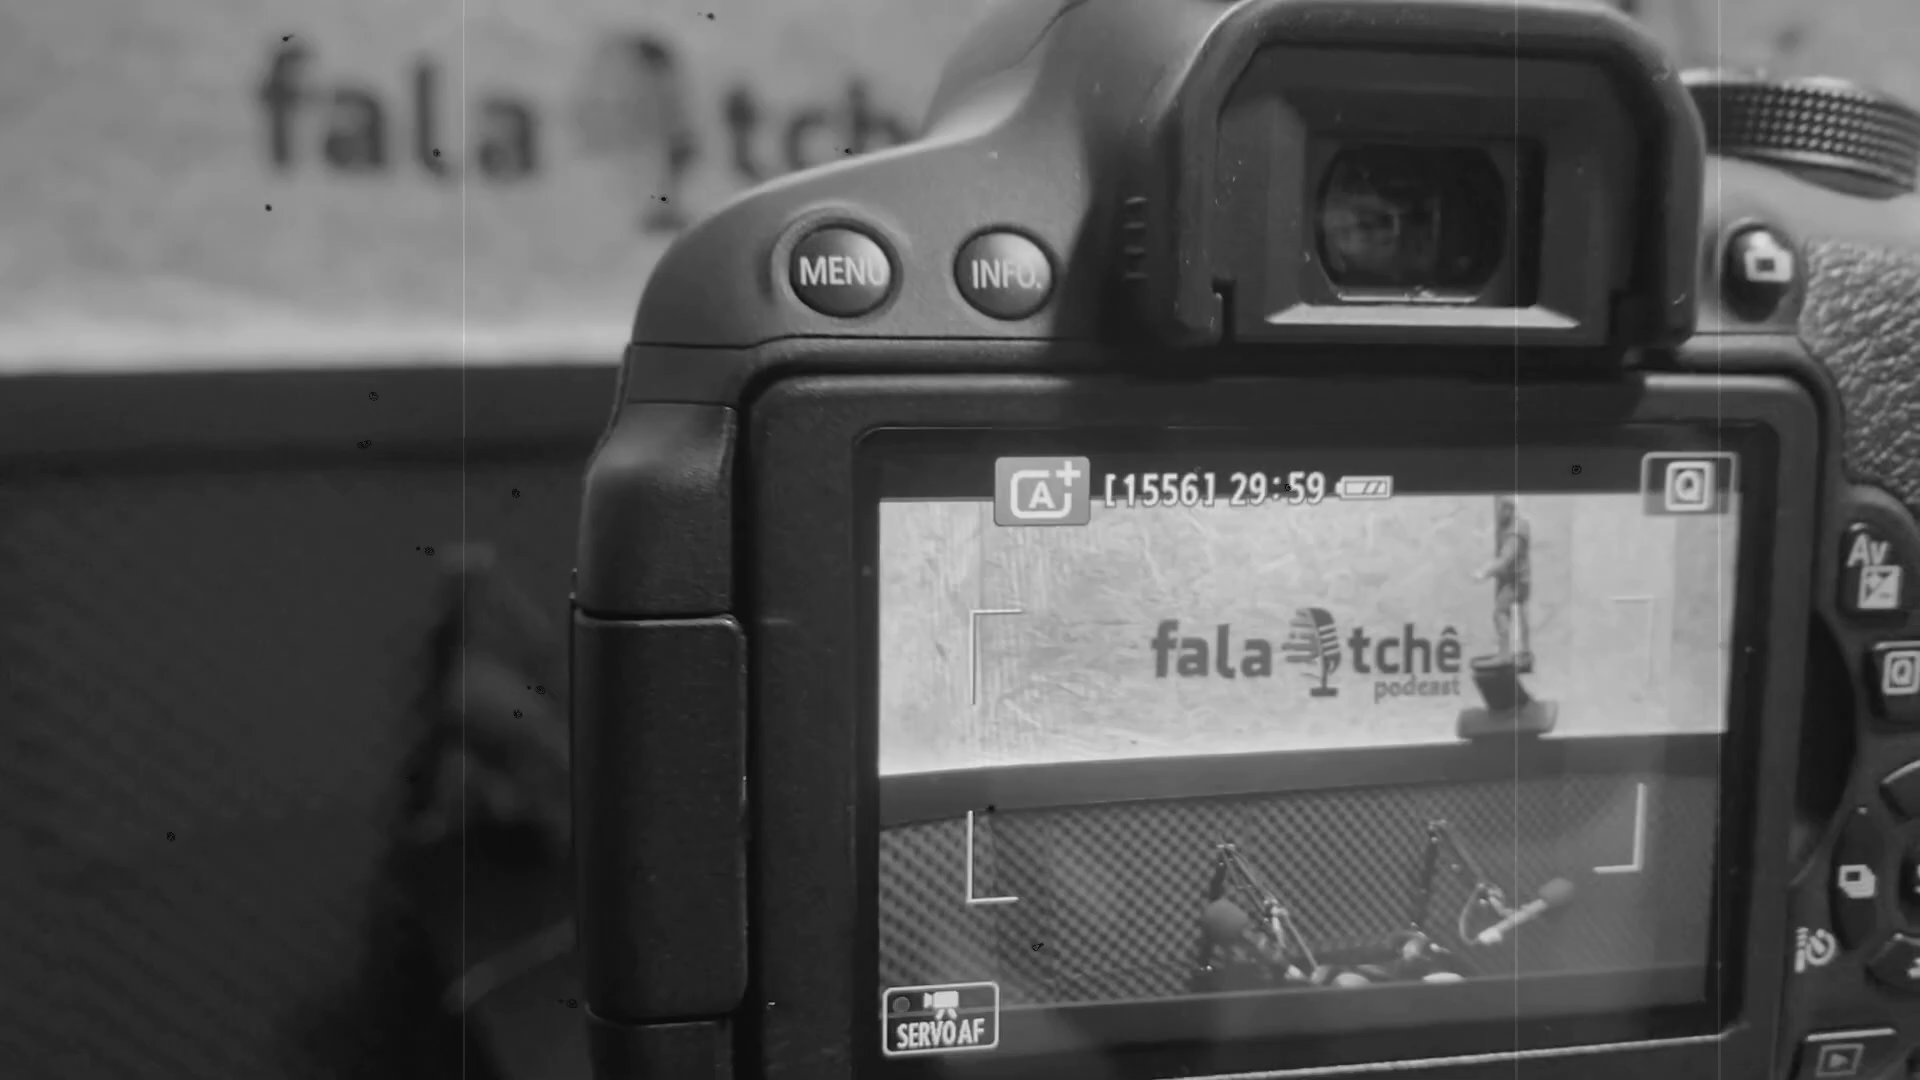 fala tch
MENU INFO.
A+ [1556] 29:59 Q
Av
Q
fala tchê
podcast
SERVO AF